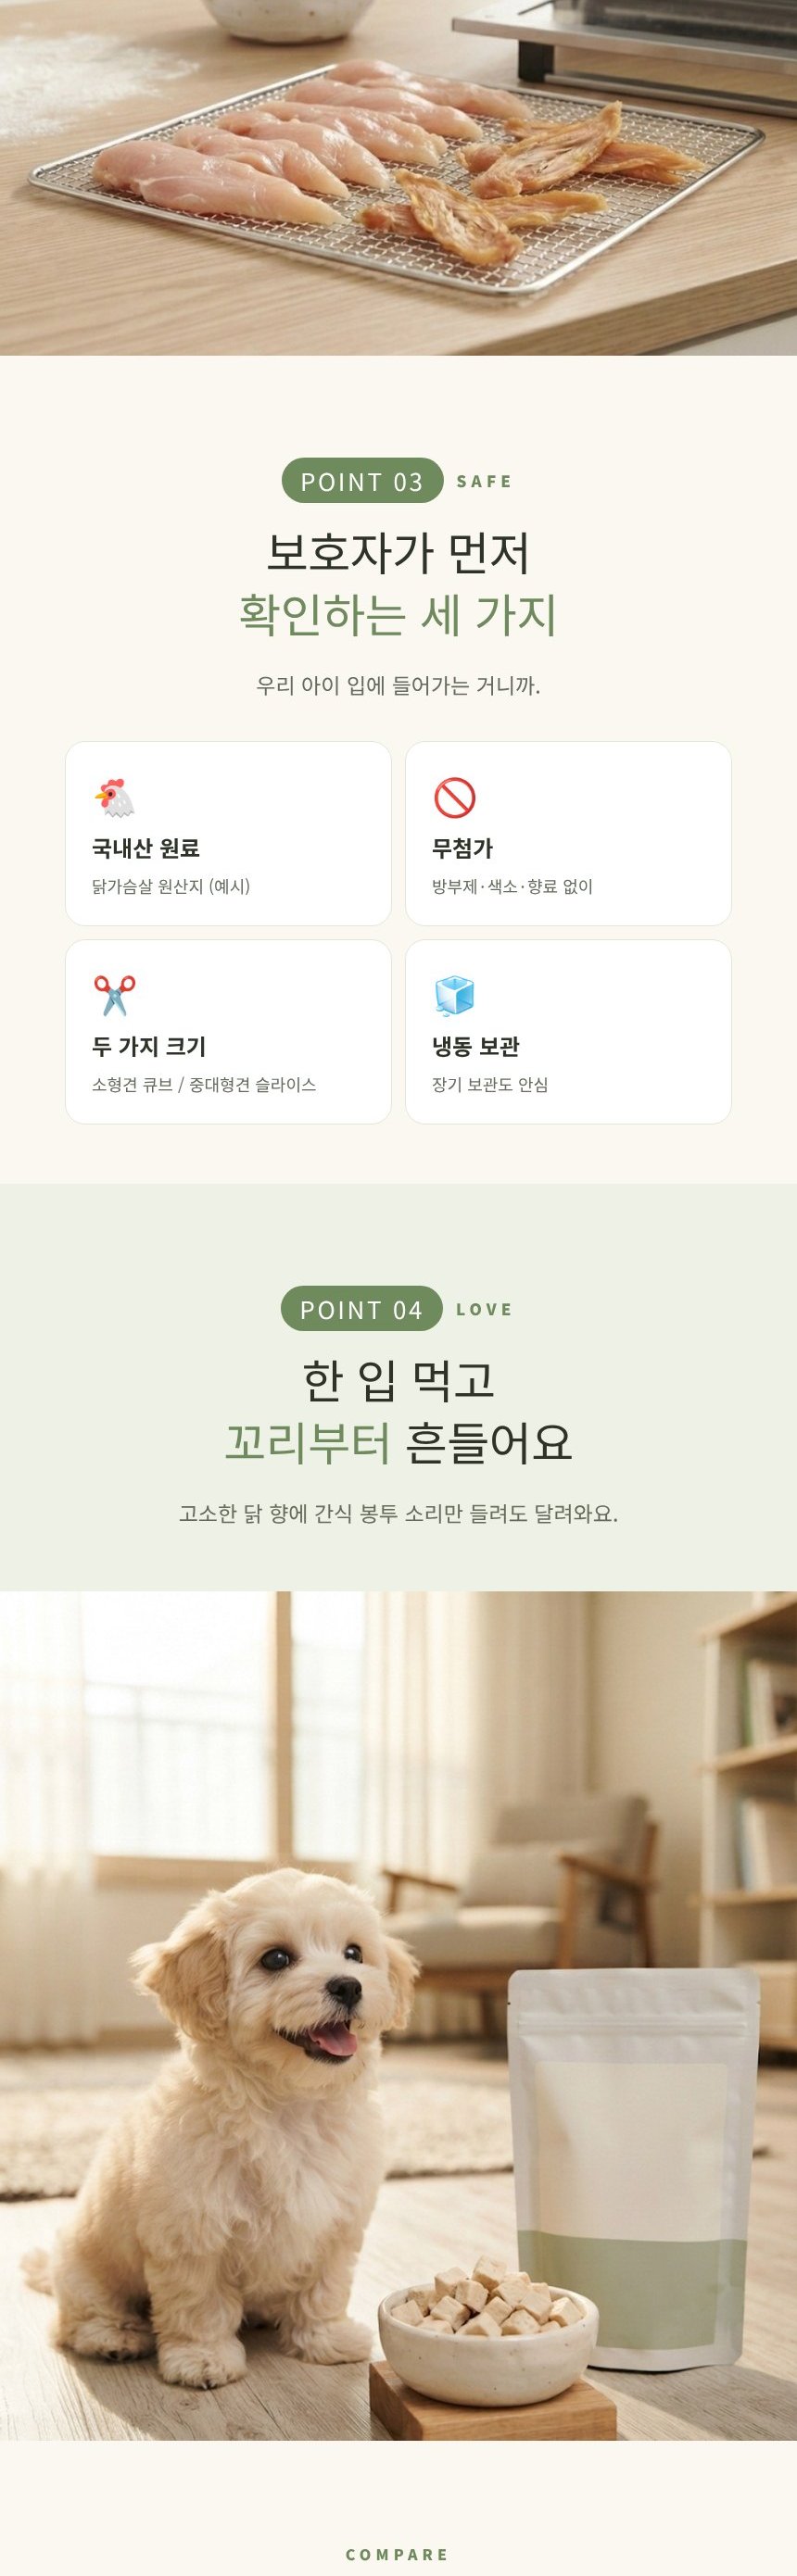 POINT 03 SAFE
보호자가 먼저
확인하는 세 가지
우리 아이 입에 들어가는 거니까.
국내산 원료
닭가슴살 원산지 (예시)
무첨가
방부제·색소·향료 없이
두 가지 크기
소형견 큐브 / 중대형견 슬라이스
냉동 보관
장기 보관도 안심
POINT 04 LOVE
한 입 먹고
꼬리부터 흔들어요
고소한 닭 향에 간식 봉투 소리만 들려도 달려와요.
COMPARE